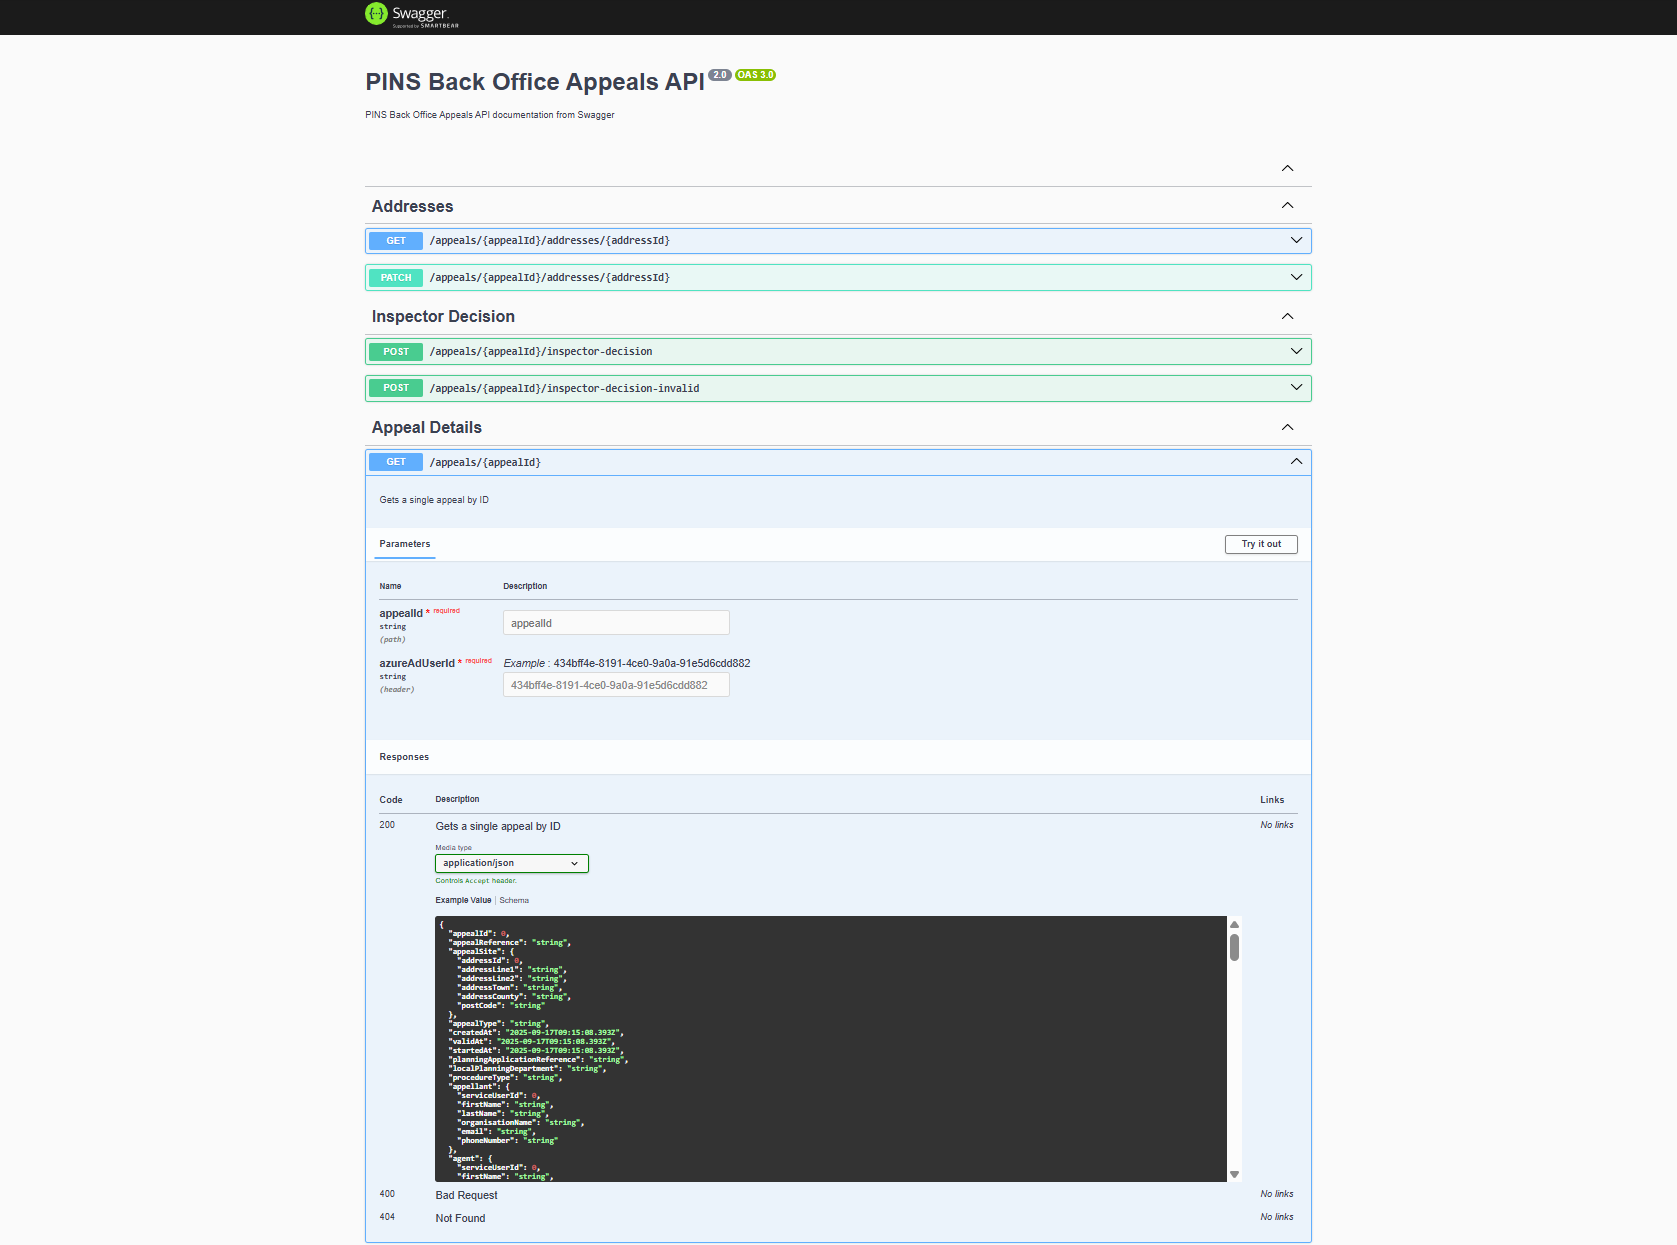 Swagger.
Supported by SMARTBEAR
PINS Back Office Appeals API 2.0 OAS 3.0
PINS Back Office Appeals API documentation from Swagger
Addresses
GET /appeals/{appealId}/addresses/{addressId}
PATCH /appeals/{appealId}/addresses/{addressId}
Inspector Decision
POST /appeals/{appealId}/inspector-decision
POST /appeals/{appealId}/inspector-decision-invalid
Appeal Details
GET /appeals/{appealId}
Gets a single appeal by ID
Parameters
Try it out
Name Description
appealId * required
string
(path)
appealId
azureAdUserId * required
string
(header)
Example : 434bff4e-8191-4ce0-9a0a-91e5d6cdd882
434bff4e-8191-4ce0-9a0a-91e5d6cdd882
Responses
Code Description Links
200 Gets a single appeal by ID No links
Media type
application/json
Controls Accept header.
Example Value | Schema
{
"appealId": 0,
"appealReference": "string",
"appealSite": {
"addressId": 0,
"addressLine1": "string",
"addressLine2": "string",
"addressTown": "string",
"addressCounty": "string",
"postCode": "string"
},
"appealType": "string",
"createdAt": "2025-09-17T09:15:08.393Z",
"validAt": "2025-09-17T09:15:08.393Z",
"startedAt": "2025-09-17T09:15:08.393Z",
"planningApplicationReference": "string",
"localPlanningDepartment": "string",
"procedureType": "string",
"appellant": {
"serviceUserId": 0,
"firstName": "string",
"lastName": "string",
"organisationName": "string",
"email": "string",
"phoneNumber": "string"
},
"agent": {
"serviceUserId": 0,
"firstName": "string",
400 Bad Request No links
404 Not Found No links